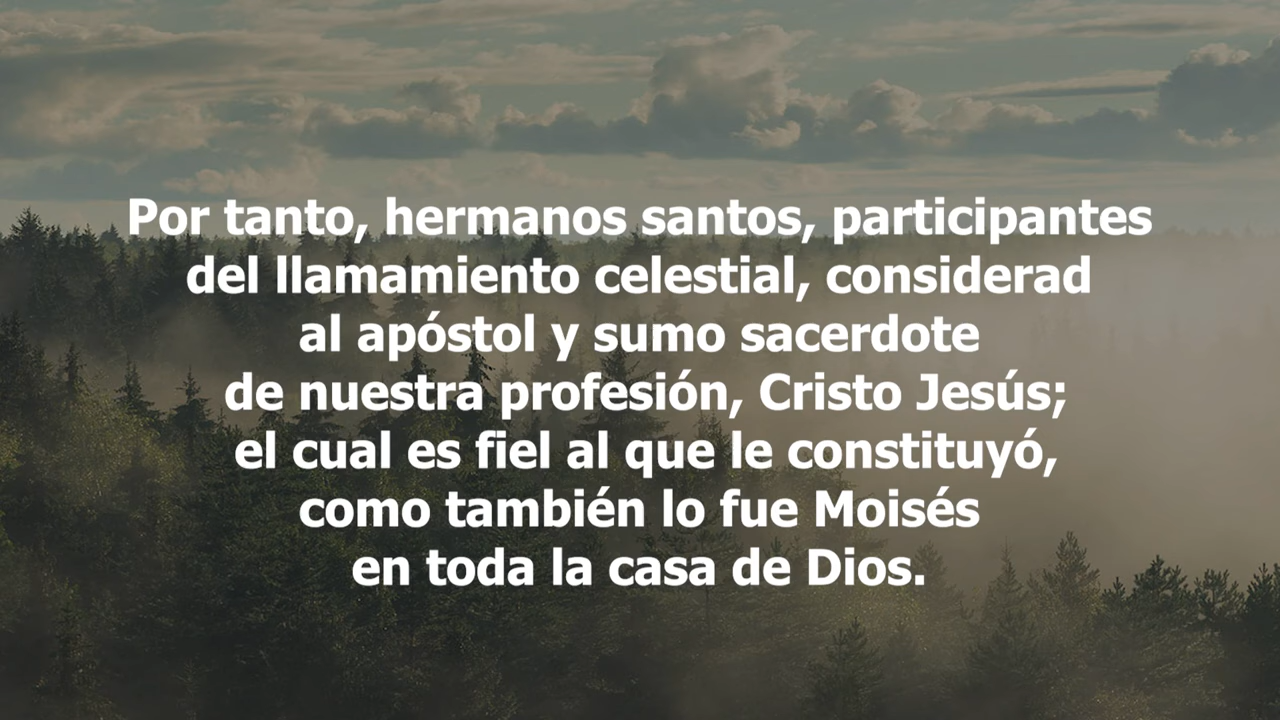 Por tanto, hermanos santos, participantes
del llamamiento celestial, considerad
al apóstol y sumo sacerdote
de nuestra profesión, Cristo Jesús;
el cual es fiel al que le constituyó,
como también lo fue Moisés
en toda la casa de Dios.